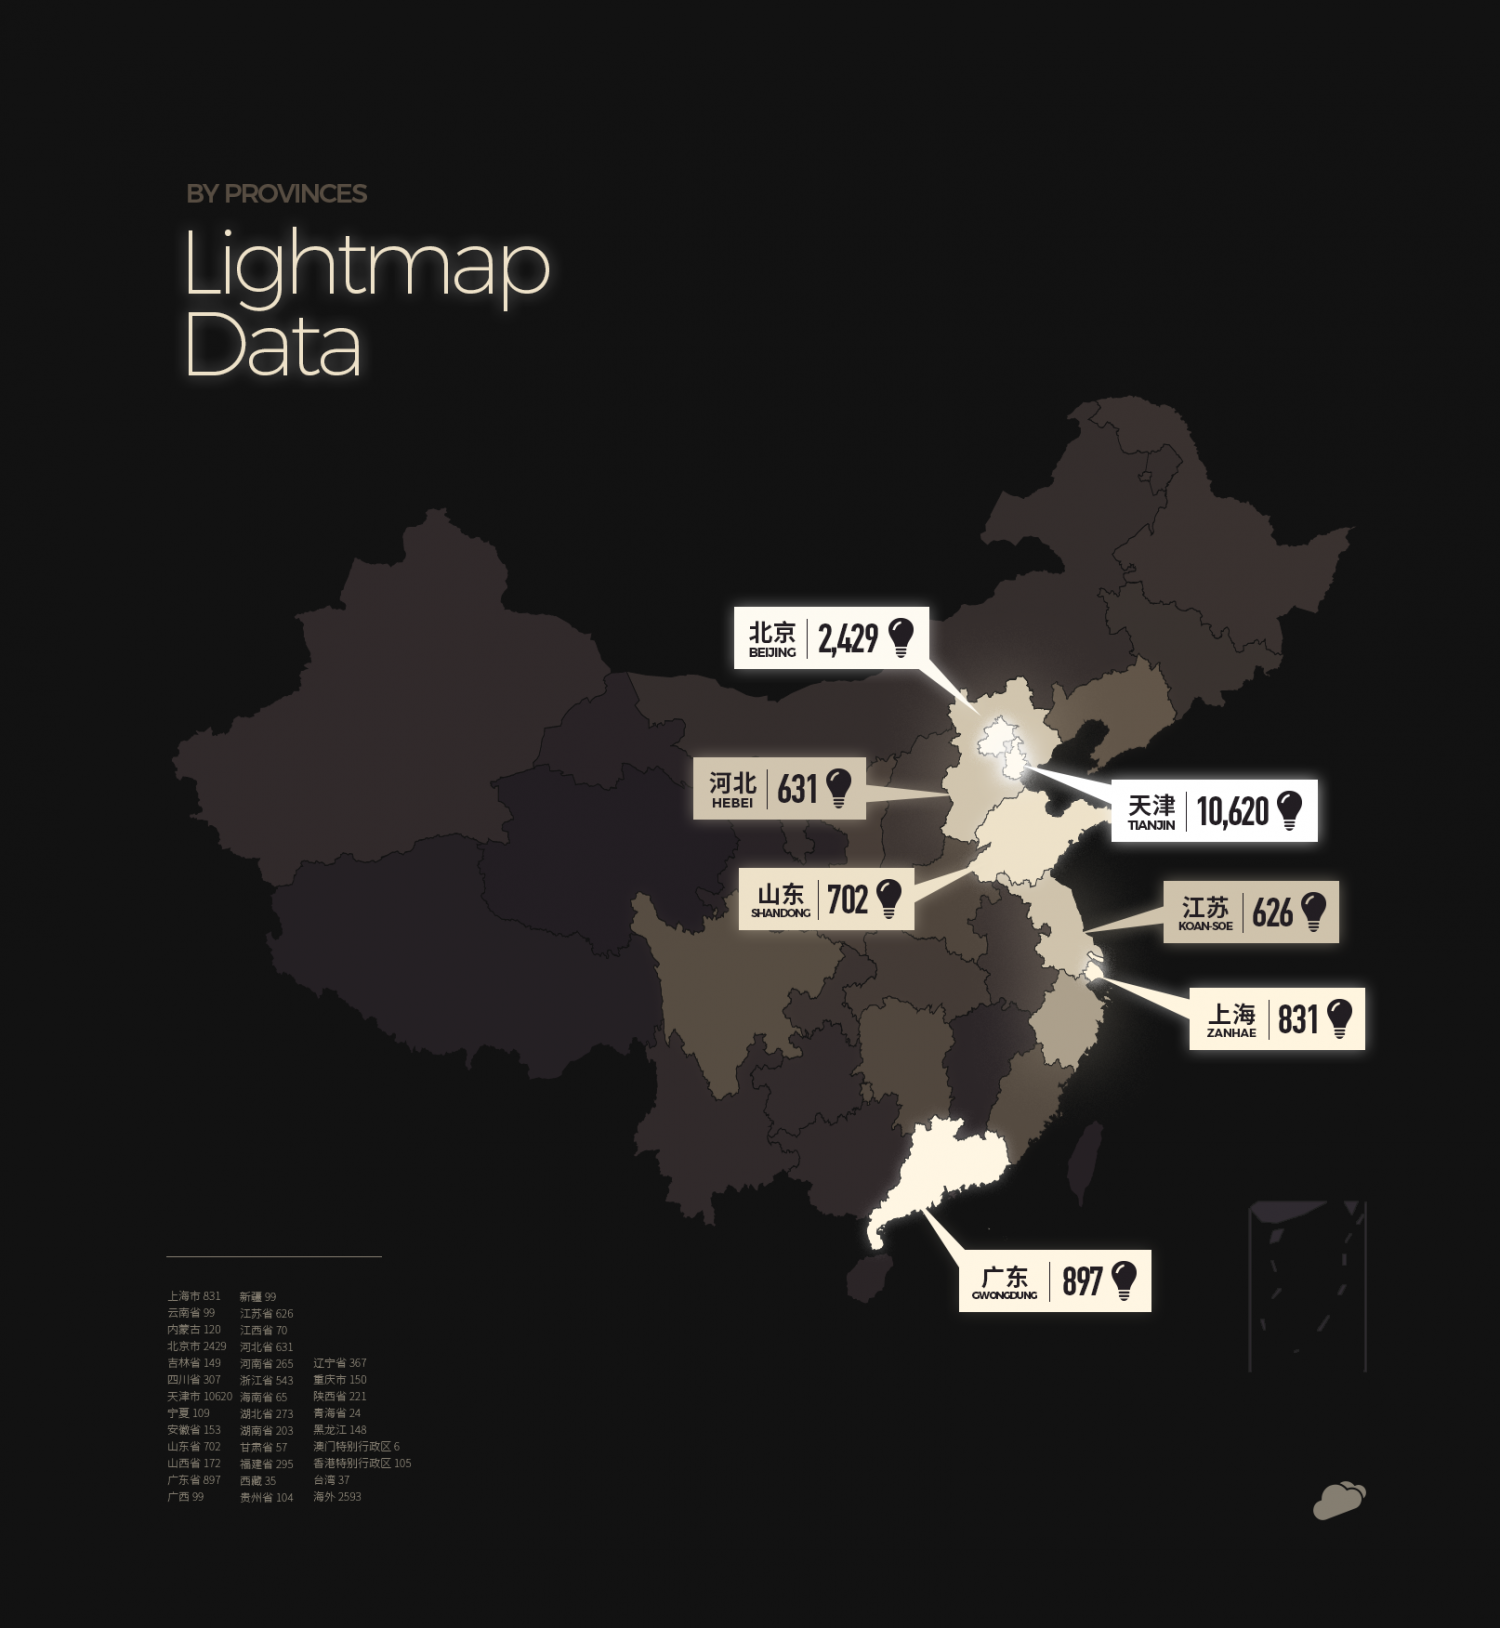 BY PROVINCES
Lightmap
Data
北京
BEIJING
2,429
河北
HEBEI
631
天津
TIANJIN
10,620
山东
SHANDONG
702
江苏
KOAN-SOE
626
上海
ZANHAE
831
广东
GWONGDUNG
897
上海市 831
云南省 99
内蒙古 120
北京市 2429
吉林省 149
四川省 307
天津市 10620
宁夏 109
安徽省 153
山东省 702
山西省 172
广东省 897
广西 99
新疆 99
江苏省 626
江西省 70
河北省 631
河南省 265
浙江省 543
海南省 65
湖北省 273
湖南省 203
甘肃省 57
福建省 295
西藏 35
贵州省 104
辽宁省 367
重庆市 150
陕西省 221
青海省 24
黑龙江 148
澳门特别行政区 6
香港特别行政区 105
台湾 37
海外 2593